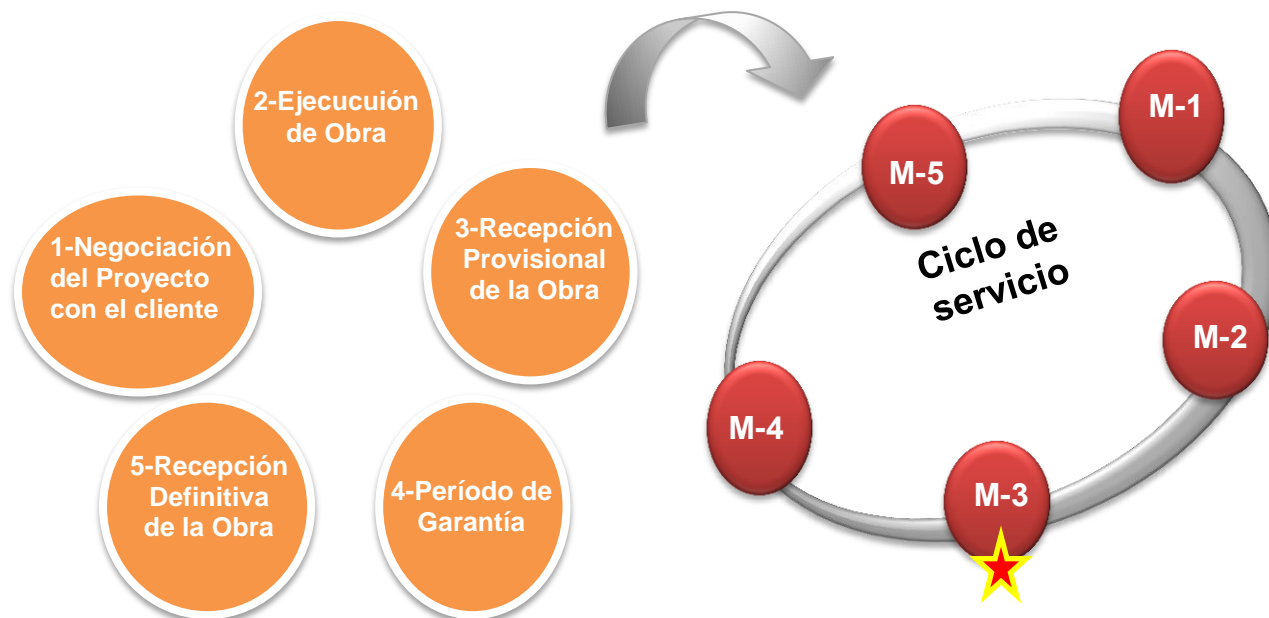 1-Negociación
del Proyecto
con el cliente
2-Ejecucuión
de Obra
3-Recepción
Provisional
de la Obra
4-Período de
Garantía
5-Recepción
Definitiva
de la Obra
Ciclo de
servicio
M-1
M-2
M-3
M-4
M-5